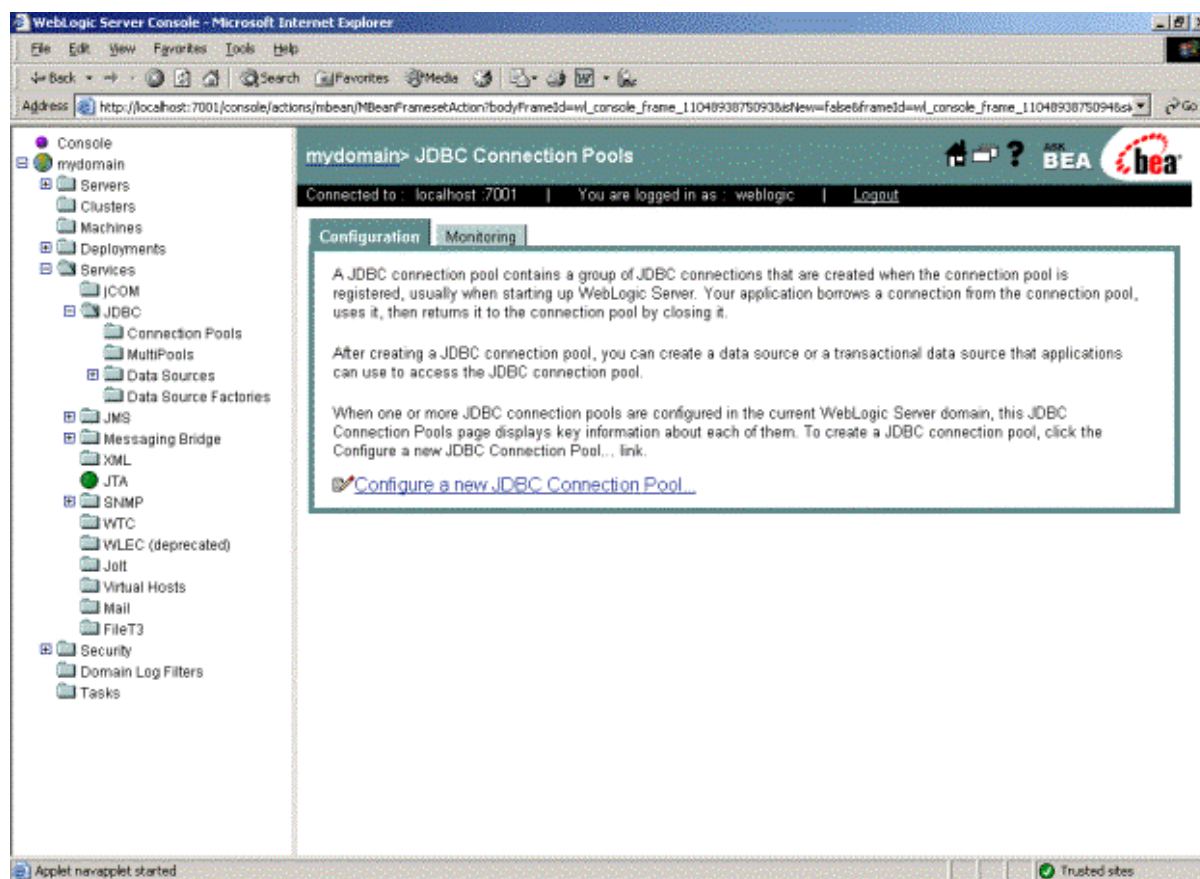 WebLogic Server Console - Microsoft Internet Explorer
File Edit View Favorites Tools Help
Back Search Favorites Media
Address http://localhost:7001/console/actions/mbean/MBeanFramesetAction?bodyFrameId=wl_console_frame_1104893875093&isNew=false&frameId=wl_console_frame_1104893875094&s Go
Console
mydomain
Servers
Clusters
Machines
Deployments
Services
jCOM
JDBC
Connection Pools
MultiPools
Data Sources
Data Source Factories
JMS
Messaging Bridge
XML
JTA
SNMP
WTC
WLEC (deprecated)
Jolt
Virtual Hosts
Mail
FileT3
Security
Domain Log Filters
Tasks
mydomain> JDBC Connection Pools
? ASK BEA bea
Connected to : localhost :7001 | You are logged in as : weblogic | Logout
Configuration Monitoring
A JDBC connection pool contains a group of JDBC connections that are created when the connection pool is
registered, usually when starting up WebLogic Server. Your application borrows a connection from the connection pool,
uses it, then returns it to the connection pool by closing it.
After creating a JDBC connection pool, you can create a data source or a transactional data source that applications
can use to access the JDBC connection pool.
When one or more JDBC connection pools are configured in the current WebLogic Server domain, this JDBC
Connection Pools page displays key information about each of them. To create a JDBC connection pool, click the
Configure a new JDBC Connection Pool... link.
Configure a new JDBC Connection Pool...
Applet navapplet started
Trusted sites